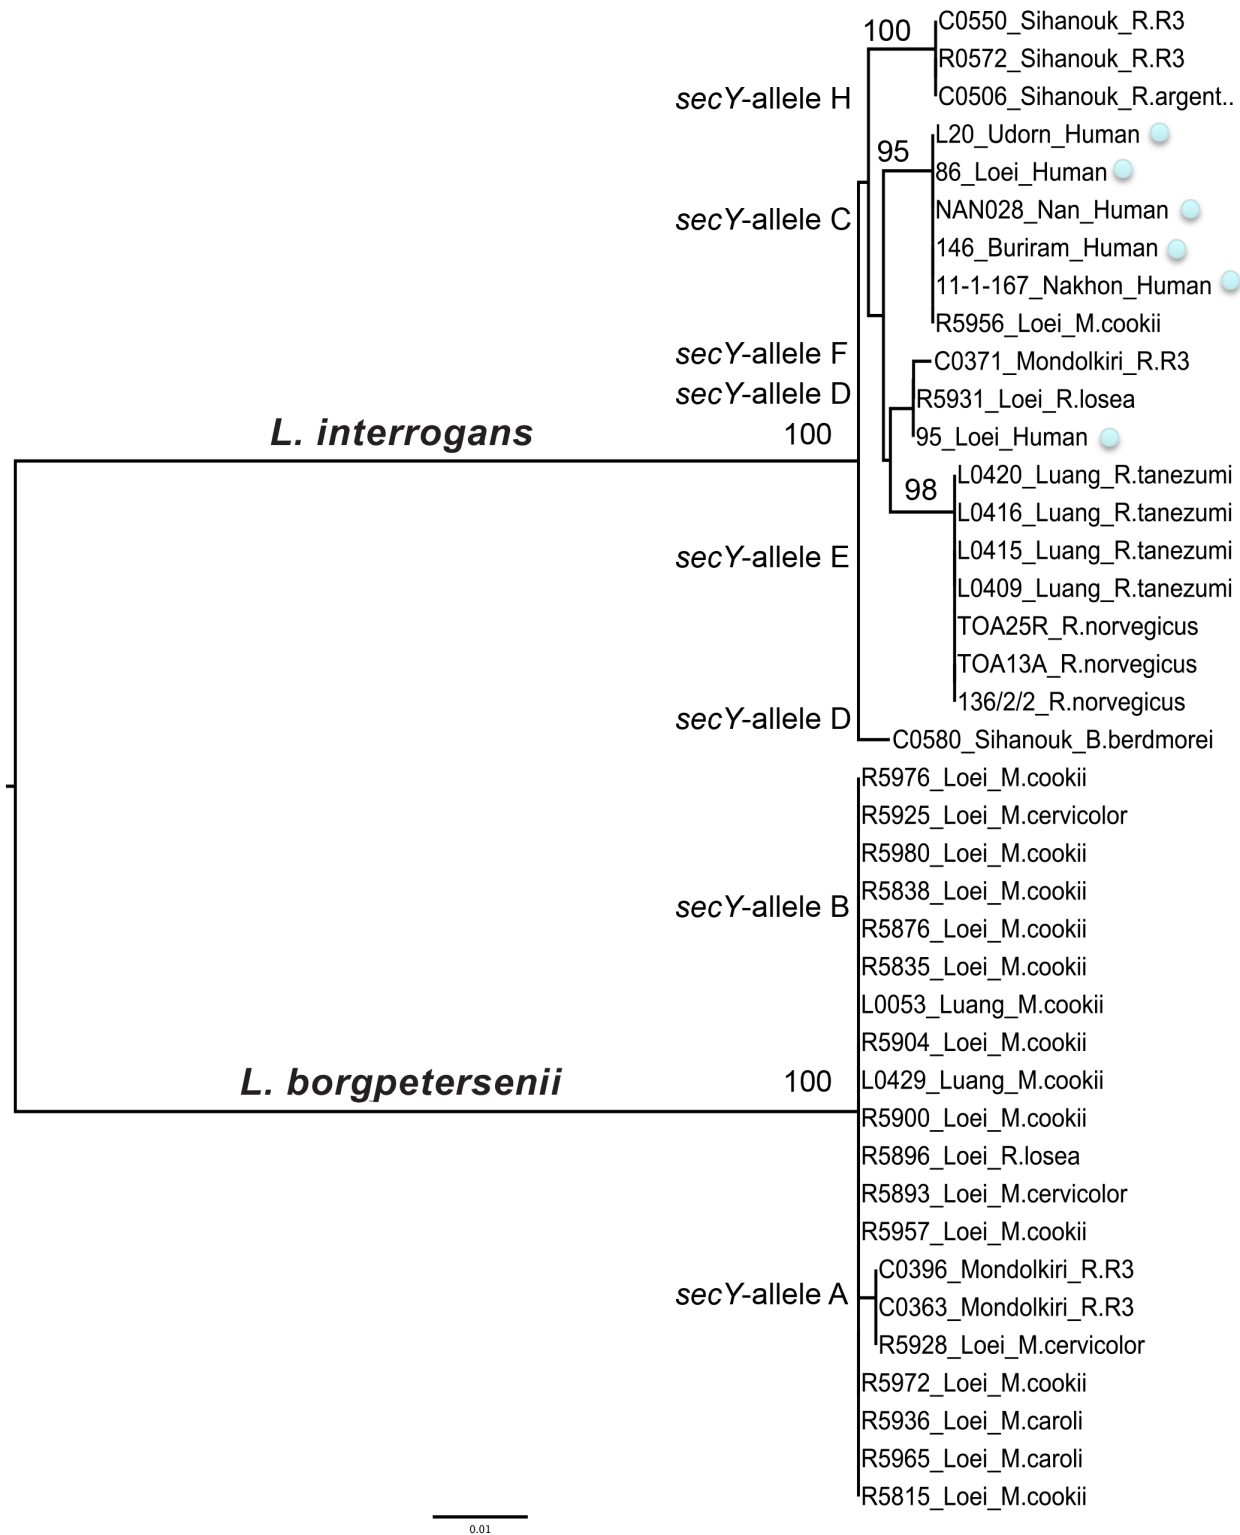 C0550_Sihanouk_R.R3
100
R0572_Sihanouk_R.R3
secY-allele H
C0506_Sihanouk_R.argent..
L20_Udorn_Human
95
86_Loei_Human
NAN028_Nan_Human
secY-allele C
146_Buriram_Human
11-1-167_Nakhon_Human
R5956_Loei_M.cookii
secY-allele F
C0371_Mondolkiri_R.R3
secY-allele D
R5931_Loei_R.losea
L. interrogans
100
95_Loei_Human
L0420_Luang_R.tanezumi
98
L0416_Luang_R.tanezumi
secY-allele E
L0415_Luang_R.tanezumi
L0409_Luang_R.tanezumi
TOA25R_R.norvegicus
TOA13A_R.norvegicus
136/2/2_R.norvegicus
secY-allele D
C0580_Sihanouk_B.berdmorei
R5976_Loei_M.cookii
R5925_Loei_M.cervicolor
R5980_Loei_M.cookii
R5838_Loei_M.cookii
secY-allele B
R5876_Loei_M.cookii
R5835_Loei_M.cookii
L0053_Luang_M.cookii
R5904_Loei_M.cookii
L. borgpetersenii
100
L0429_Luang_M.cookii
R5900_Loei_M.cookii
R5896_Loei_R.losea
R5893_Loei_M.cervicolor
R5957_Loei_M.cookii
C0396_Mondolkiri_R.R3
secY-allele A
C0363_Mondolkiri_R.R3
R5928_Loei_M.cervicolor
R5972_Loei_M.cookii
R5936_Loei_M.caroli
R5965_Loei_M.caroli
R5815_Loei_M.cookii
0.01